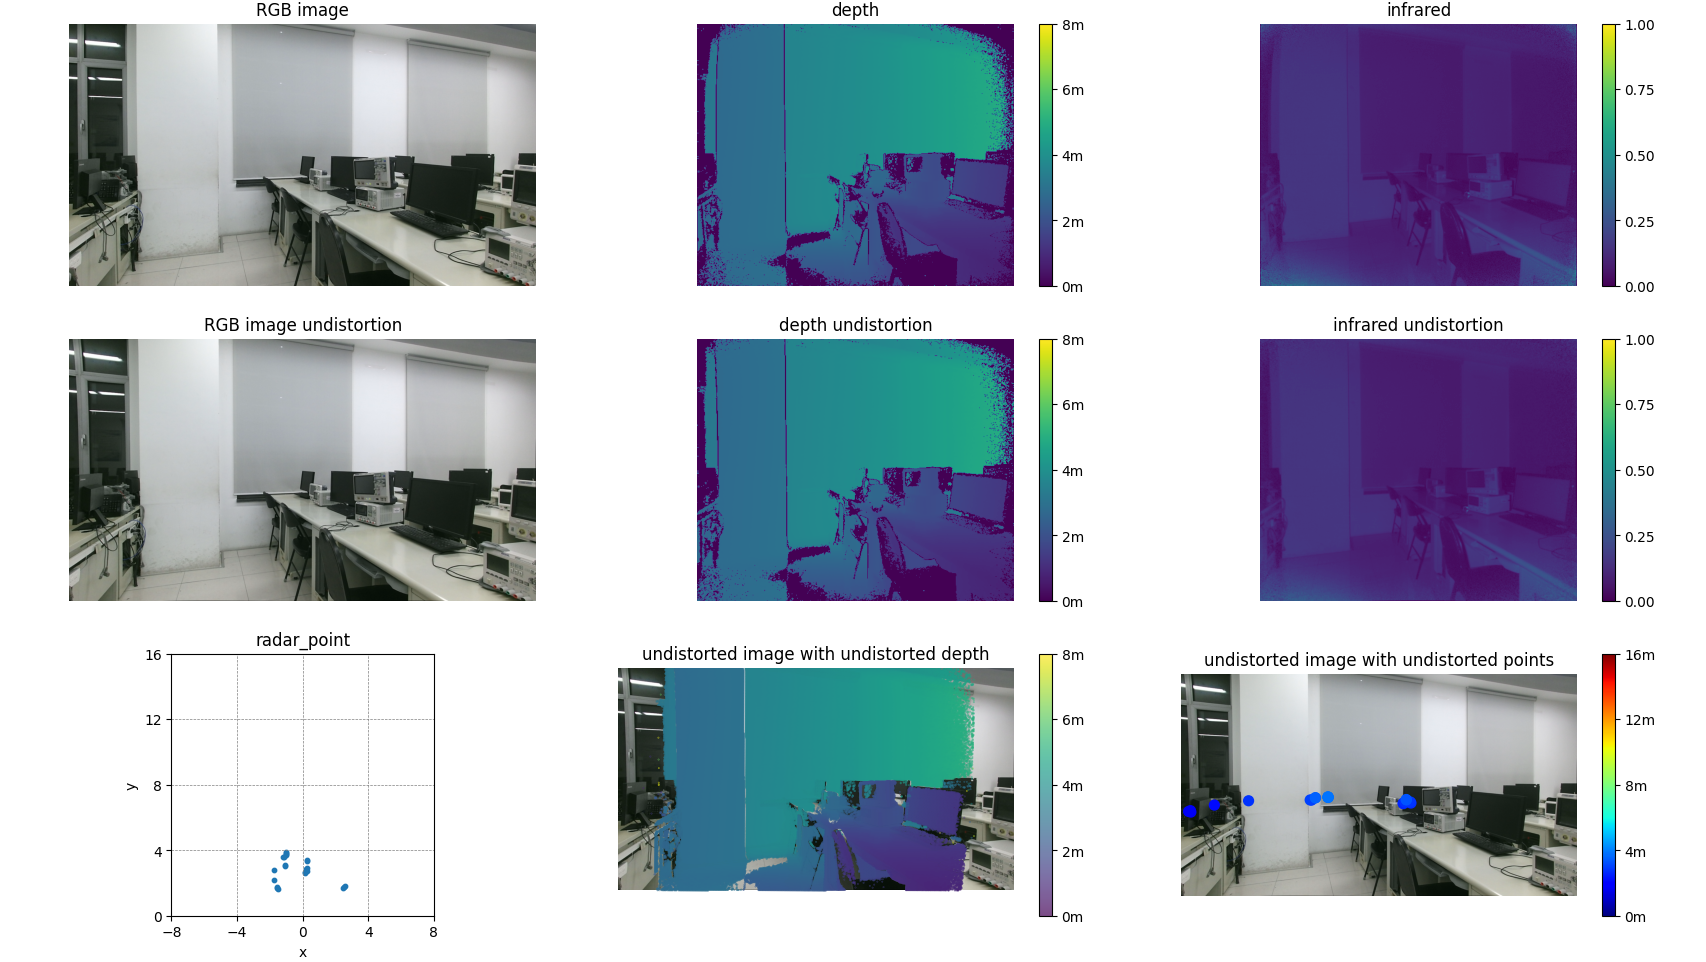 RGB image
depth
8m
6m
4m
2m
0m
infrared
1.00
0.75
0.50
0.25
0.00
RGB image undistortion
depth undistortion
8m
6m
4m
2m
0m
infrared undistortion
1.00
0.75
0.50
0.25
0.00
radar_point
16
12
8
4
0
y
−8
−4
0
4
8
x
undistorted image with undistorted depth
8m
6m
4m
2m
0m
undistorted image with undistorted points
16m
12m
8m
4m
0m